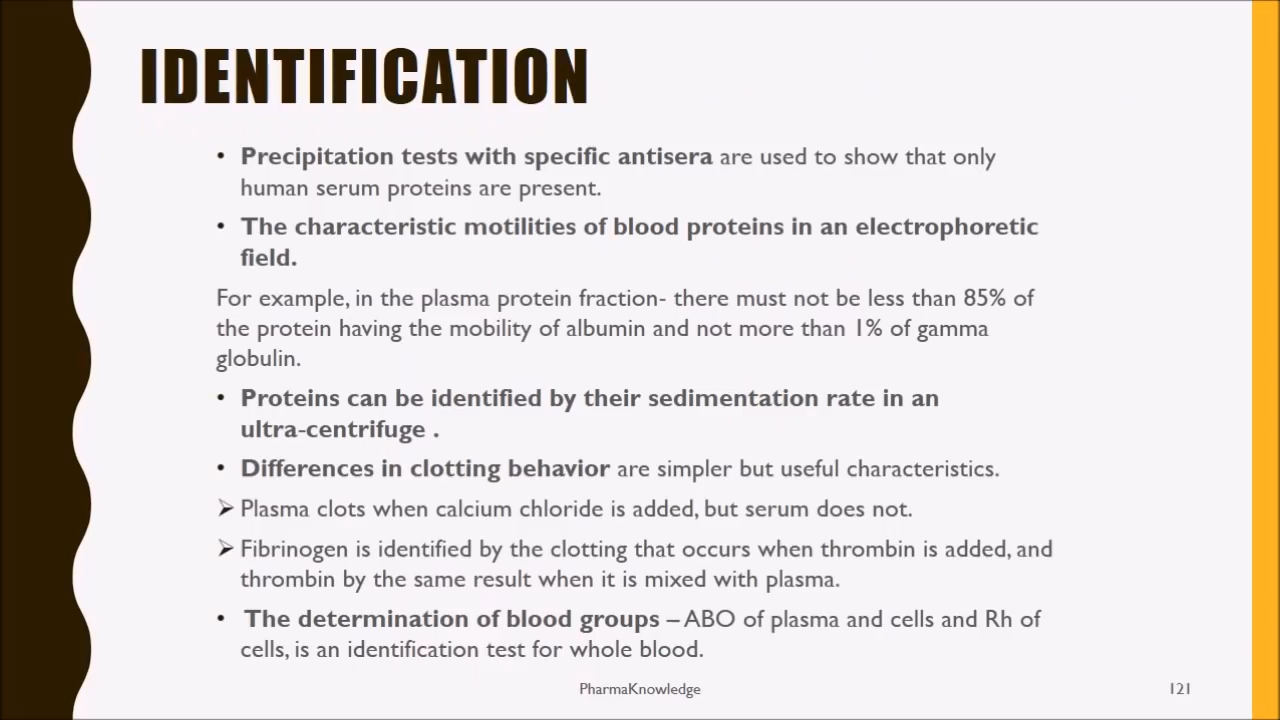 IDENTIFICATION
• Precipitation tests with specific antisera are used to show that only
human serum proteins are present.
• The characteristic motilities of blood proteins in an electrophoretic
field.
For example, in the plasma protein fraction- there must not be less than 85% of
the protein having the mobility of albumin and not more than 1% of gamma
globulin.
• Proteins can be identified by their sedimentation rate in an
ultra-centrifuge .
• Differences in clotting behavior are simpler but useful characteristics.
➢ Plasma clots when calcium chloride is added, but serum does not.
➢ Fibrinogen is identified by the clotting that occurs when thrombin is added, and
thrombin by the same result when it is mixed with plasma.
• The determination of blood groups – ABO of plasma and cells and Rh of
cells, is an identification test for whole blood.
PharmaKnowledge
121